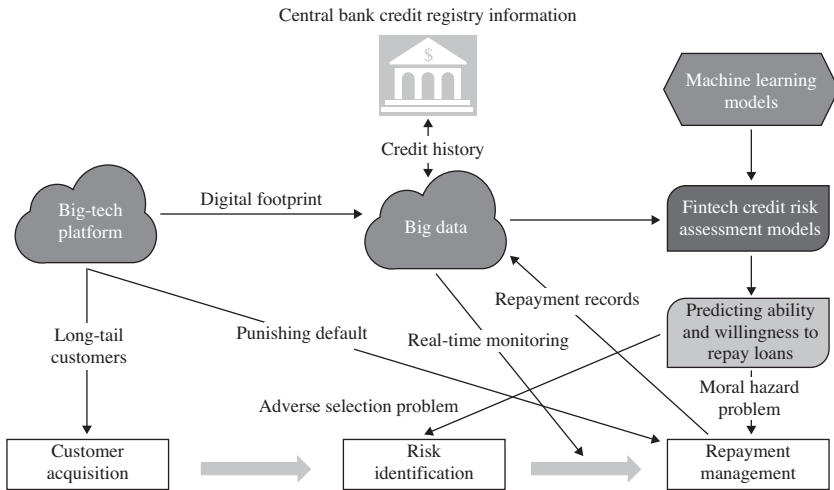 Central bank credit registry information
$
Machine learning
models
Credit history
Big-tech
platform
Digital footprint
Big data
Fintech credit risk
assessment models
Repayment records
Predicting ability
and willingness to
repay loans
Long-tail
customers
Punishing default
Real-time monitoring
Moral hazard
problem
Adverse selection problem
Customer
acquisition
Risk
identification
Repayment
management